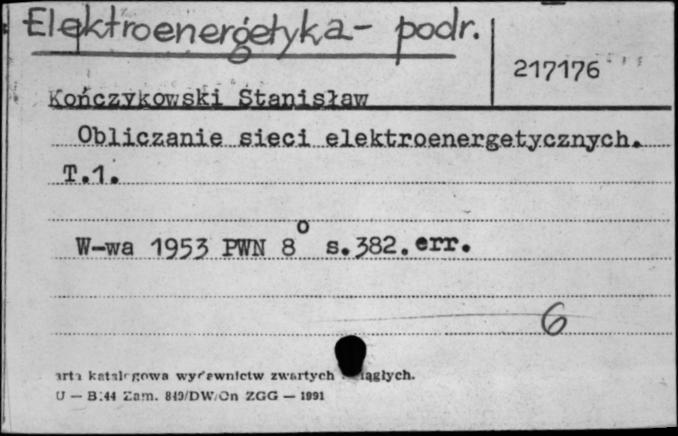 Elektroenergetyka - podr.
217176
Kończykowski Stanisław
Obliczanie sieci elektroenergetycznych.
T.1.
W-wa 1953 PWN 8° s.382. err.
6
arta katalogowa wydawnictw zwartych ciągłych.
U — B.44 Zam. 849/DW/On ZGG — 1991